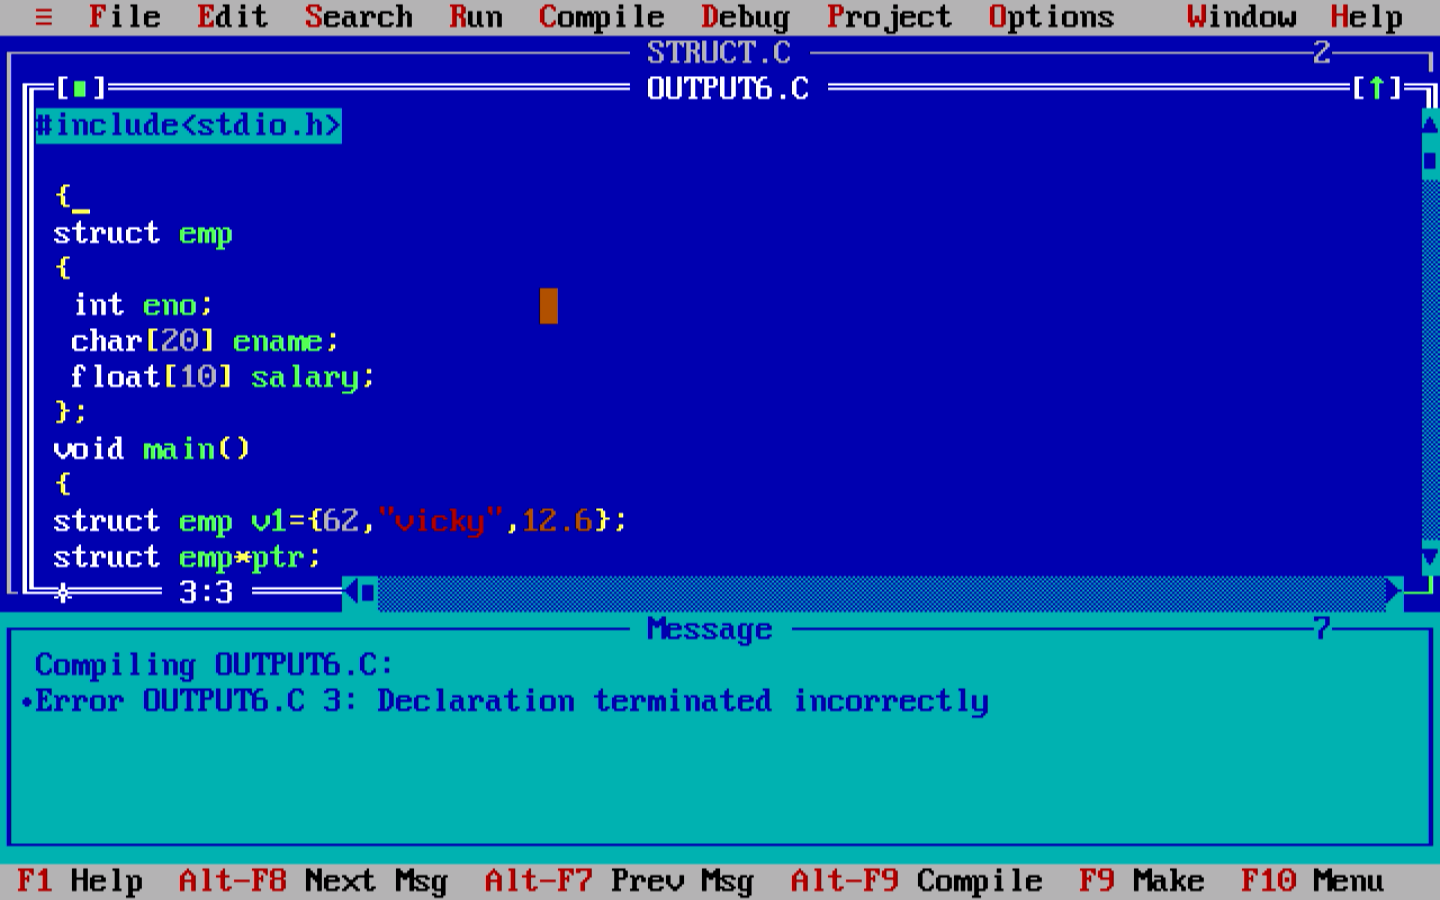 ≡ File Edit Search Run Compile Debug Project Options Window Help
STRUCT.C 2
[■] OUTPUT6.C [↑]
#include<stdio.h>
{
struct emp
{
int eno;
char[20] ename;
float[10] salary;
};
void main()
{
struct emp v1={62,"vicky",12.6};
struct emp*ptr;
3:3
Message 7
Compiling OUTPUT6.C:
•Error OUTPUT6.C 3: Declaration terminated incorrectly
F1 Help Alt-F8 Next Msg Alt-F7 Prev Msg Alt-F9 Compile F9 Make F10 Menu